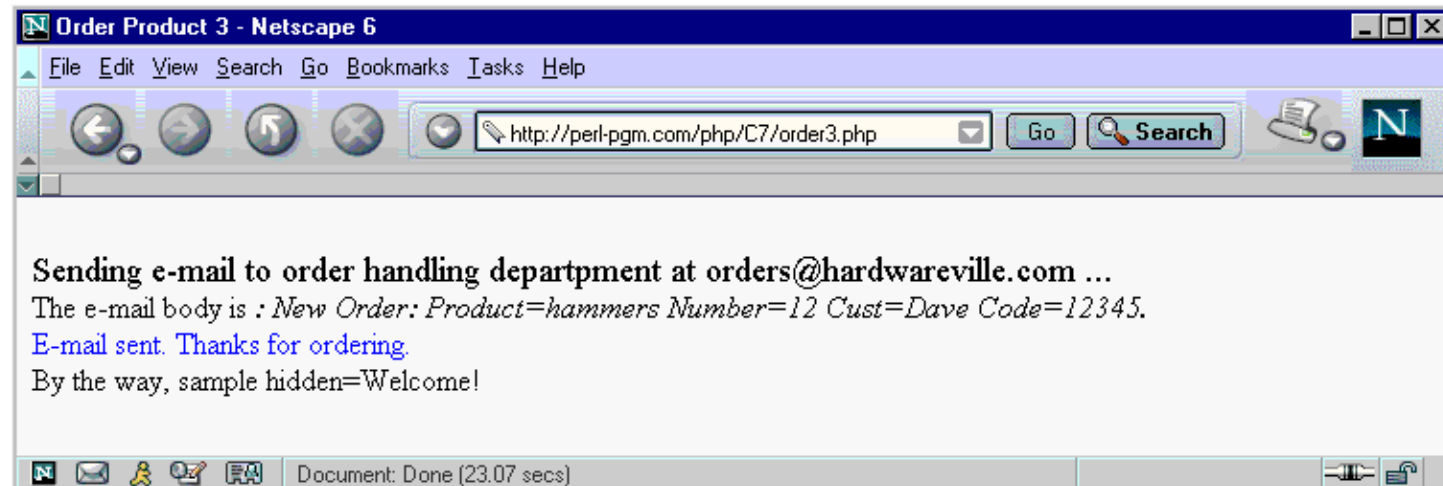 N Order Product 3 - Netscape 6
File Edit View Search Go Bookmarks Tasks Help
http://perl-pgm.com/php/C7/order3.php Go Search N
Sending e-mail to order handling departpment at orders@hardwareville.com ...
The e-mail body is : New Order: Product=hammers Number=12 Cust=Dave Code=12345.
E-mail sent. Thanks for ordering.
By the way, sample hidden=Welcome!
N Document: Done (23.07 secs)